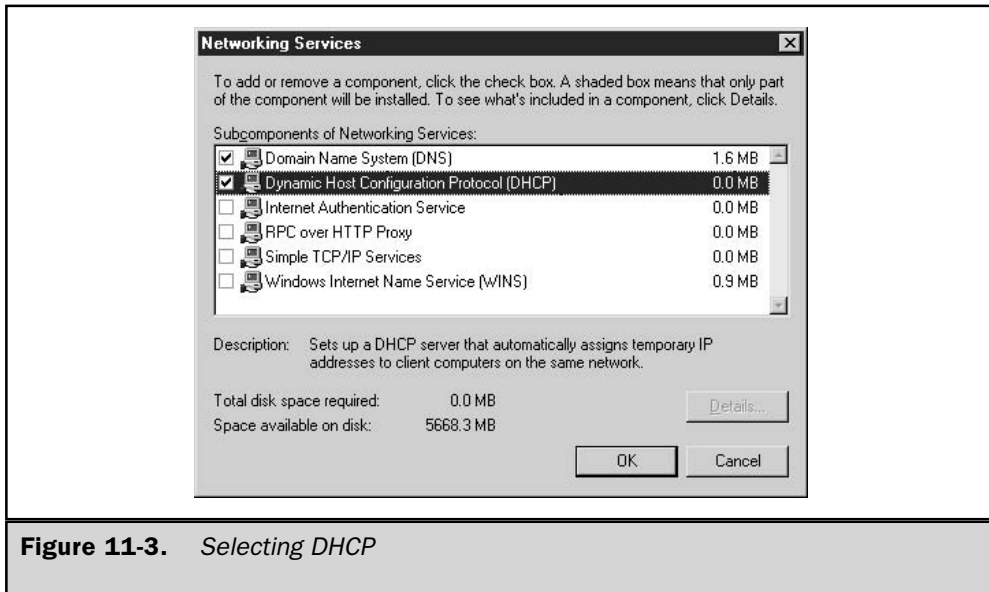 Networking Services
To add or remove a component, click the check box. A shaded box means that only part
of the component will be installed. To see what's included in a component, click Details.
Subcomponents of Networking Services:
Domain Name System (DNS) 1.6 MB
Dynamic Host Configuration Protocol (DHCP) 0.0 MB
Internet Authentication Service 0.0 MB
RPC over HTTP Proxy 0.0 MB
Simple TCP/IP Services 0.0 MB
Windows Internet Name Service (WINS) 0.9 MB
Description: Sets up a DHCP server that automatically assigns temporary IP
addresses to client computers on the same network.
Total disk space required: 0.0 MB
Details...
Space available on disk: 5668.3 MB
OK Cancel
Figure 11-3. Selecting DHCP